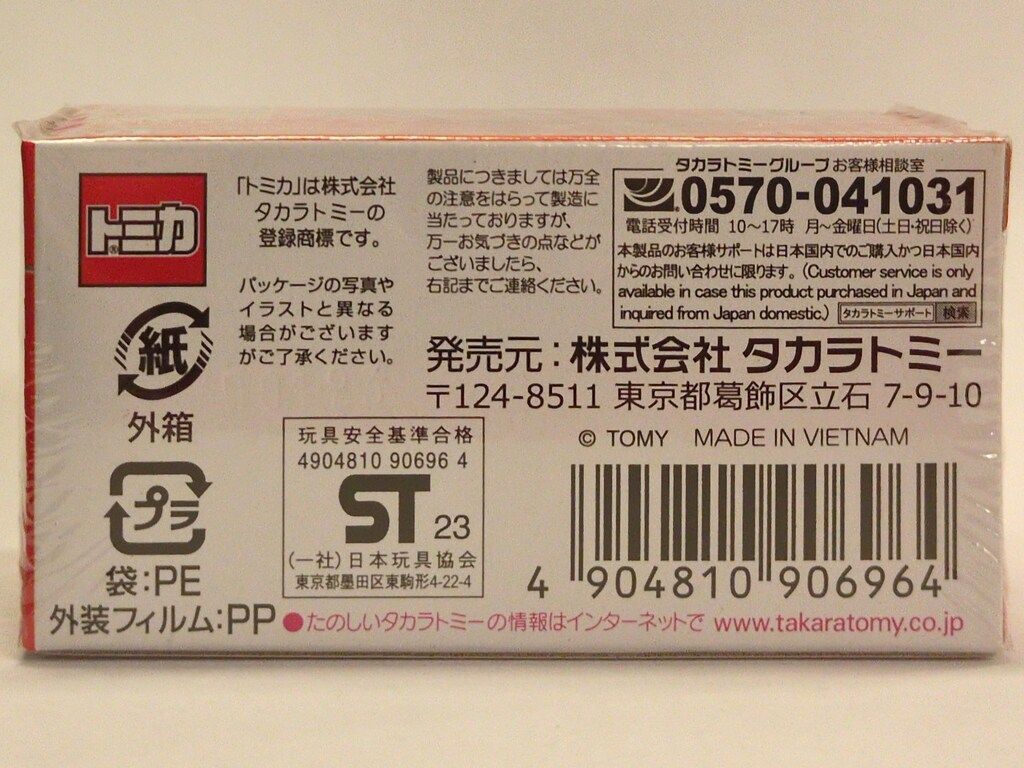 トミカ®
「トミカ」は株式会社
タカラトミーの
登録商標です。
パッケージの写真や
イラストと異なる
場合がございます
がご了承ください。
製品につきましては万全
の注意をはらって製造に
当たっておりますが、
万一お気づきの点などが
ございましたら、
右記までご連絡ください。
タカラトミーグループ お客様相談室
0570-041031
電話受付時間 10〜17時 月〜金曜日(土日・祝日除く)
本製品のお客様サポートは日本国内でのご購入かつ日本国内
からのお問い合わせに限ります。(Customer service is only
available in case this product purchased in Japan and
inquired from Japan domestic.) タカラトミーサポート 検索
発売元：株式会社 タカラトミー
〒124-8511 東京都葛飾区立石 7-9-10
© TOMY MADE IN VIETNAM
紙
外箱
プラ
袋:PE
外装フィルム:PP
玩具安全基準合格
4904810 90696 4
ST 23
(一社)日本玩具協会
東京都墨田区東駒形4-22-4
4 904810 906964
●たのしいタカラトミーの情報はインターネットで www.takaratomy.co.jp